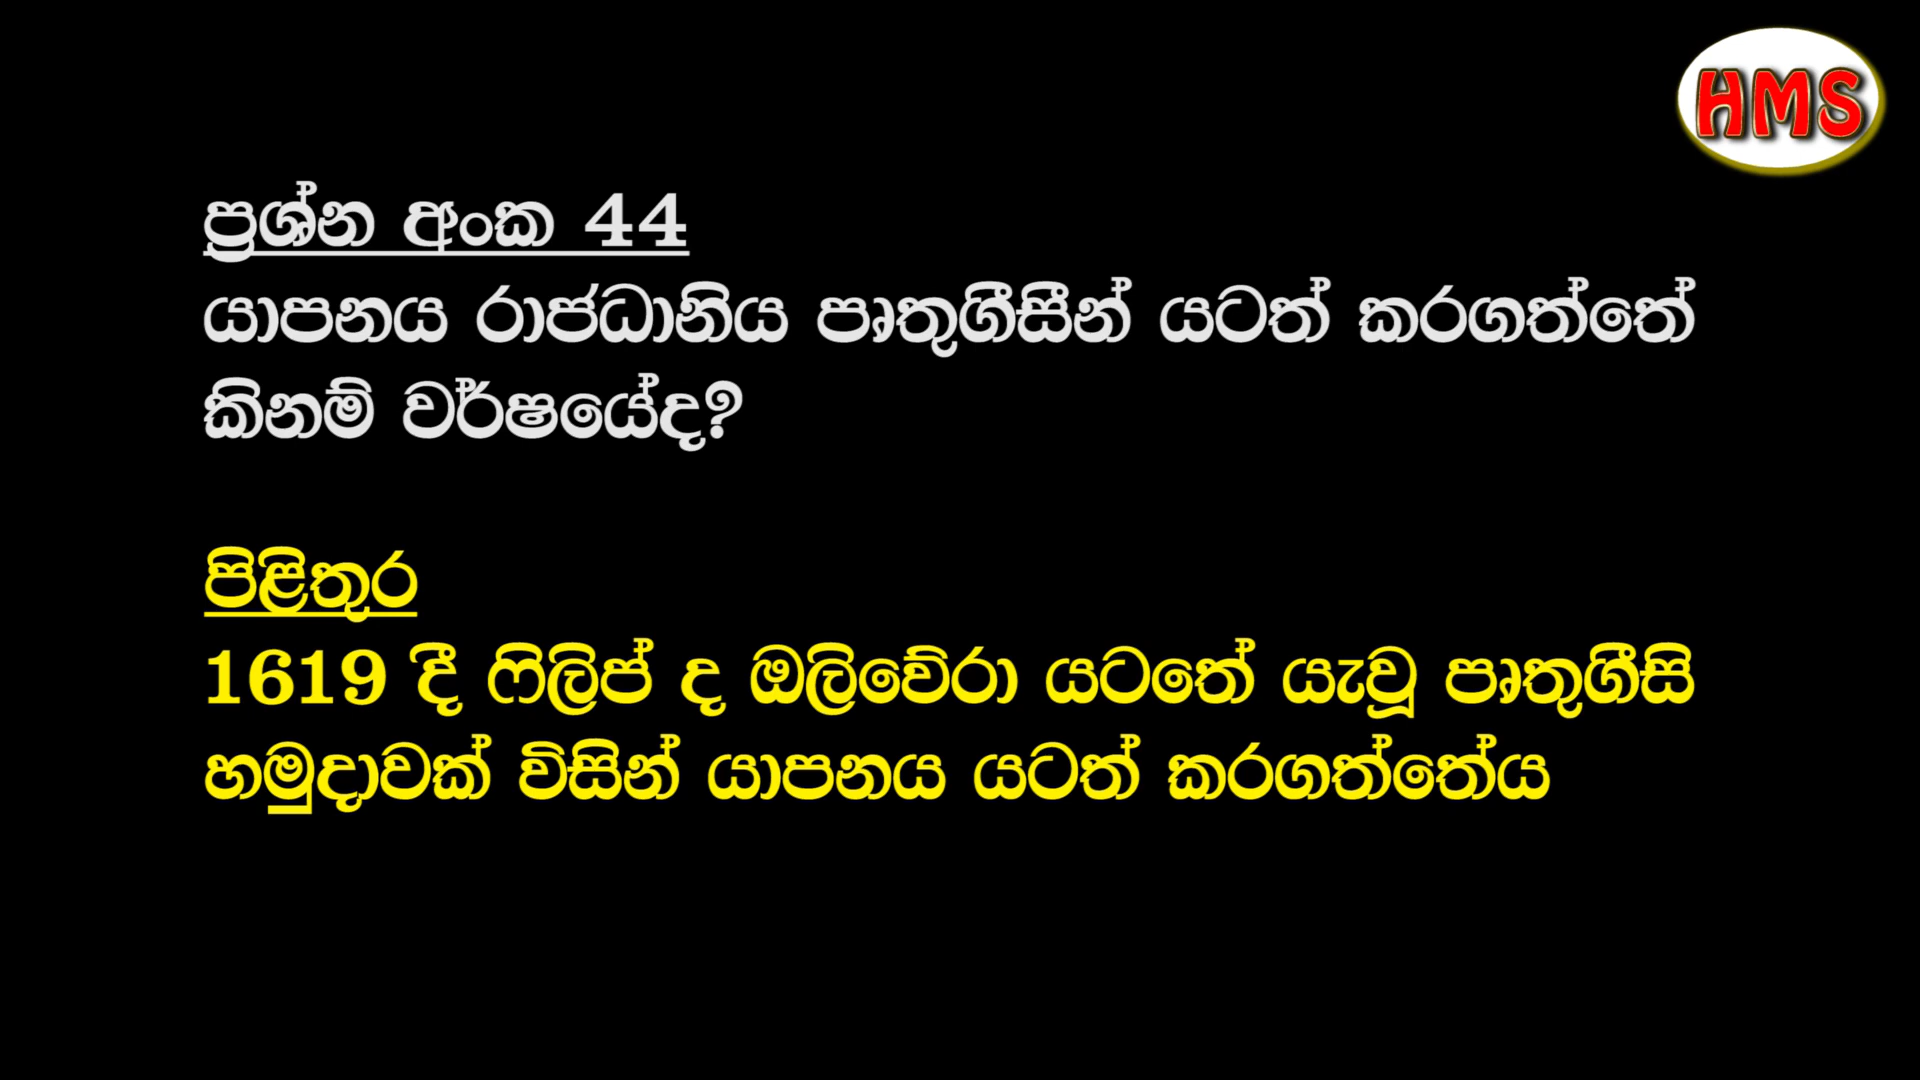 HMS
ප්‍රශ්න අංක 44
යාපනය රාජධානිය පෘතුගීසීන් යටත් කරගත්තේ
කිනම් වර්ෂයේද?
පිළිතුර
1619 දී ෆිලිප් ද ඔලිවේරා යටතේ යැවූ පෘතුගීසි
හමුදාවක් විසින් යාපනය යටත් කරගත්තේය